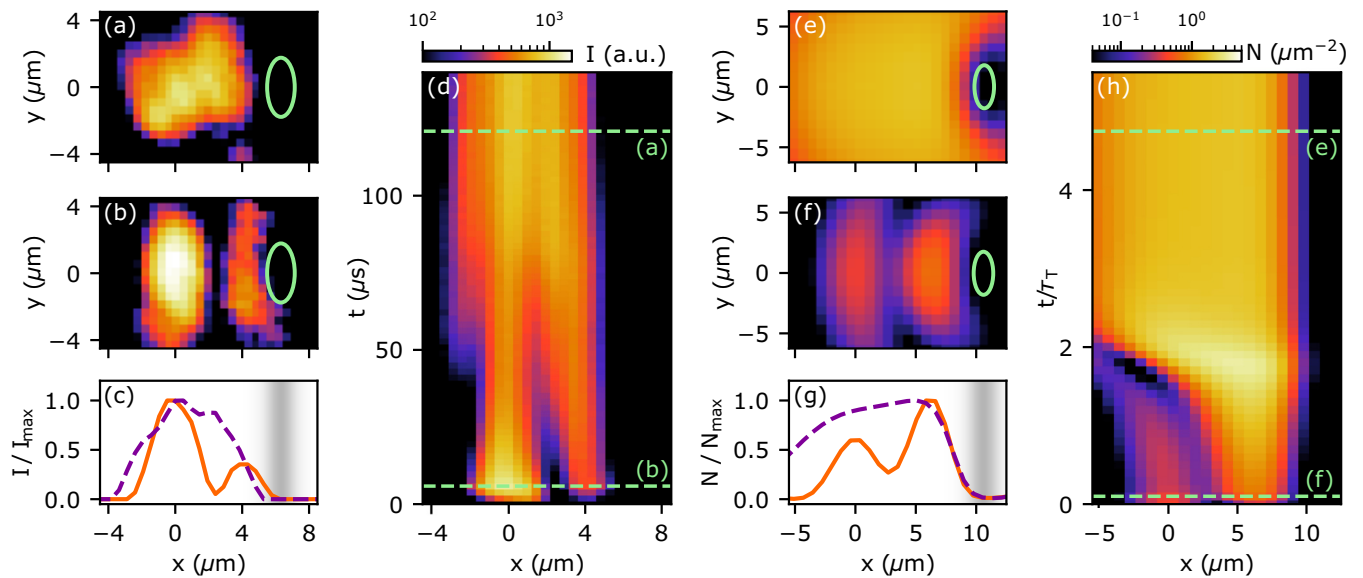 (a)
y (μm)
4
0
−4
(b)
y (μm)
4
0
−4
(c)
I / I_max
1.0
0.5
0.0
−4 0 4 8
x (μm)
10² 10³
I (a.u.)
(d)
(a)
(b)
t (μs)
100
50
0
−4 0 4 8
x (μm)
(e)
y (μm)
5
0
−5
(f)
y (μm)
5
0
−5
(g)
N / N_max
1.0
0.5
0.0
−5 0 5 10
x (μm)
10⁻¹ 10⁰
N (μm⁻²)
(h)
(e)
(f)
t/τ_T
4
2
0
−5 0 5 10
x (μm)